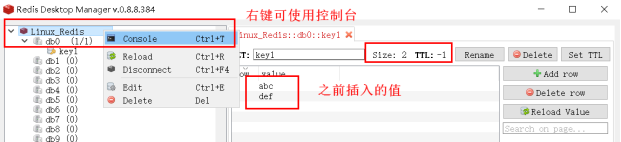 Redis Desktop Manager v.0.8.8.384
右键可使用控制台
Linux_Redis
db0 (1/1)
key1
db1 (0)
db2 (0)
db3 (0)
db4 (0)
db5 (0)
db6 (0)
db7 (0)
db8 (0)
db9 (0)
Console Ctrl+T
Reload Ctrl+R
Disconnect Ctrl+F4
Edit Ctrl+E
Delete Del
inux_Redis::db0::key1
key1
Size: 2 TTL: -1
Rename
Delete
Set TTL
value
abc
def
之前插入的值
Add row
Delete row
Reload Value
Search on page...